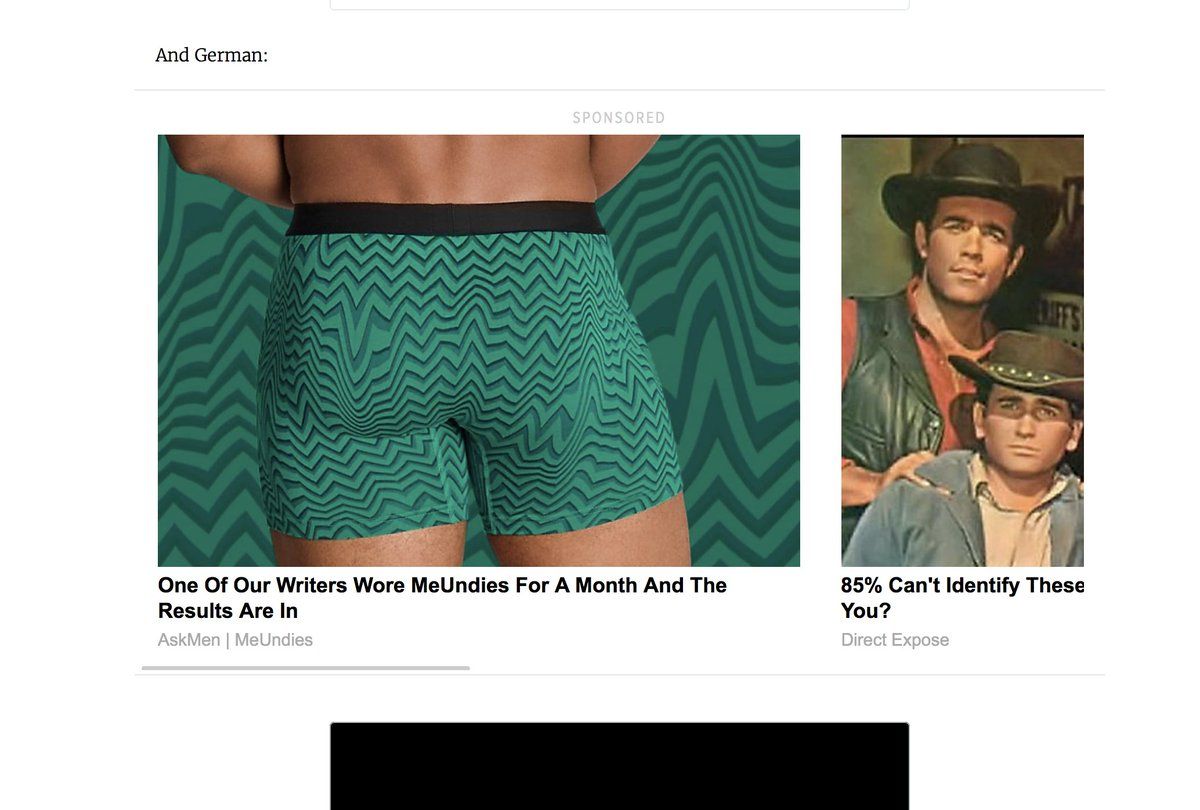 And German:
SPONSORED
One Of Our Writers Wore MeUndies For A Month And The
Results Are In
AskMen | MeUndies
85% Can't Identify These
You?
Direct Expose